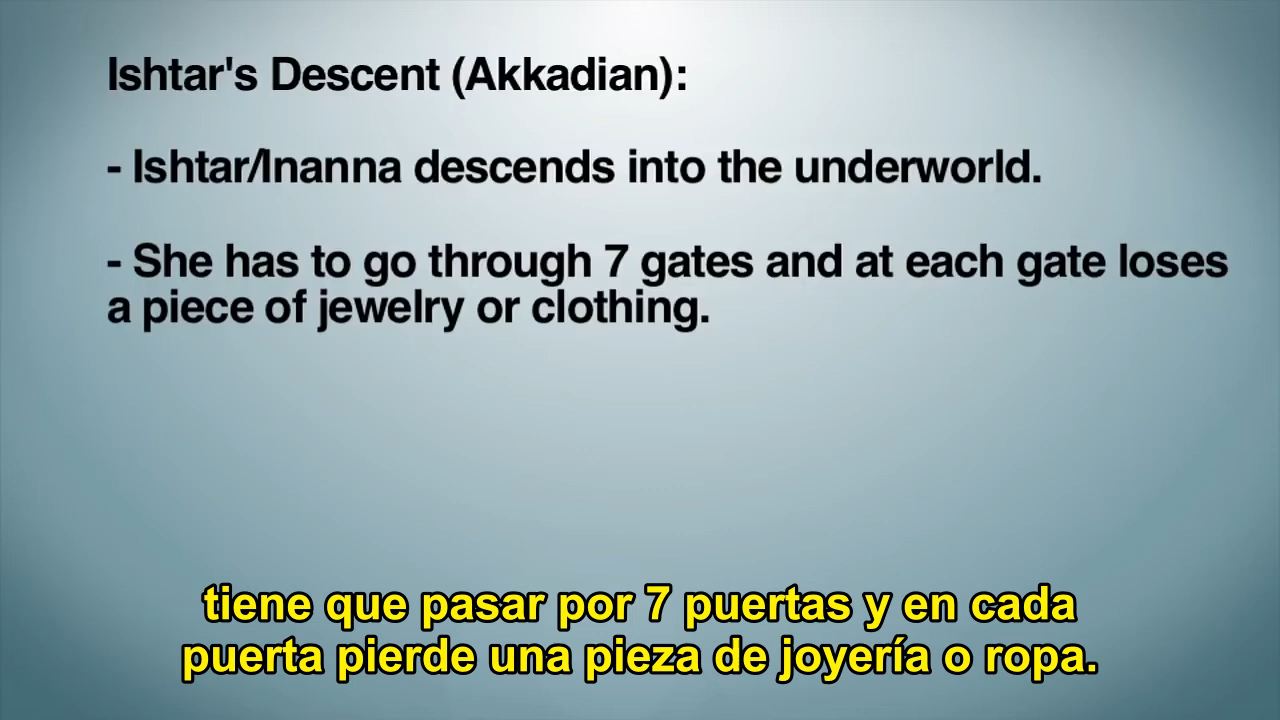 Ishtar's Descent (Akkadian):
- Ishtar/Inanna descends into the underworld.
- She has to go through 7 gates and at each gate loses
a piece of jewelry or clothing.
tiene que pasar por 7 puertas y en cada
puerta pierde una pieza de joyería o ropa.